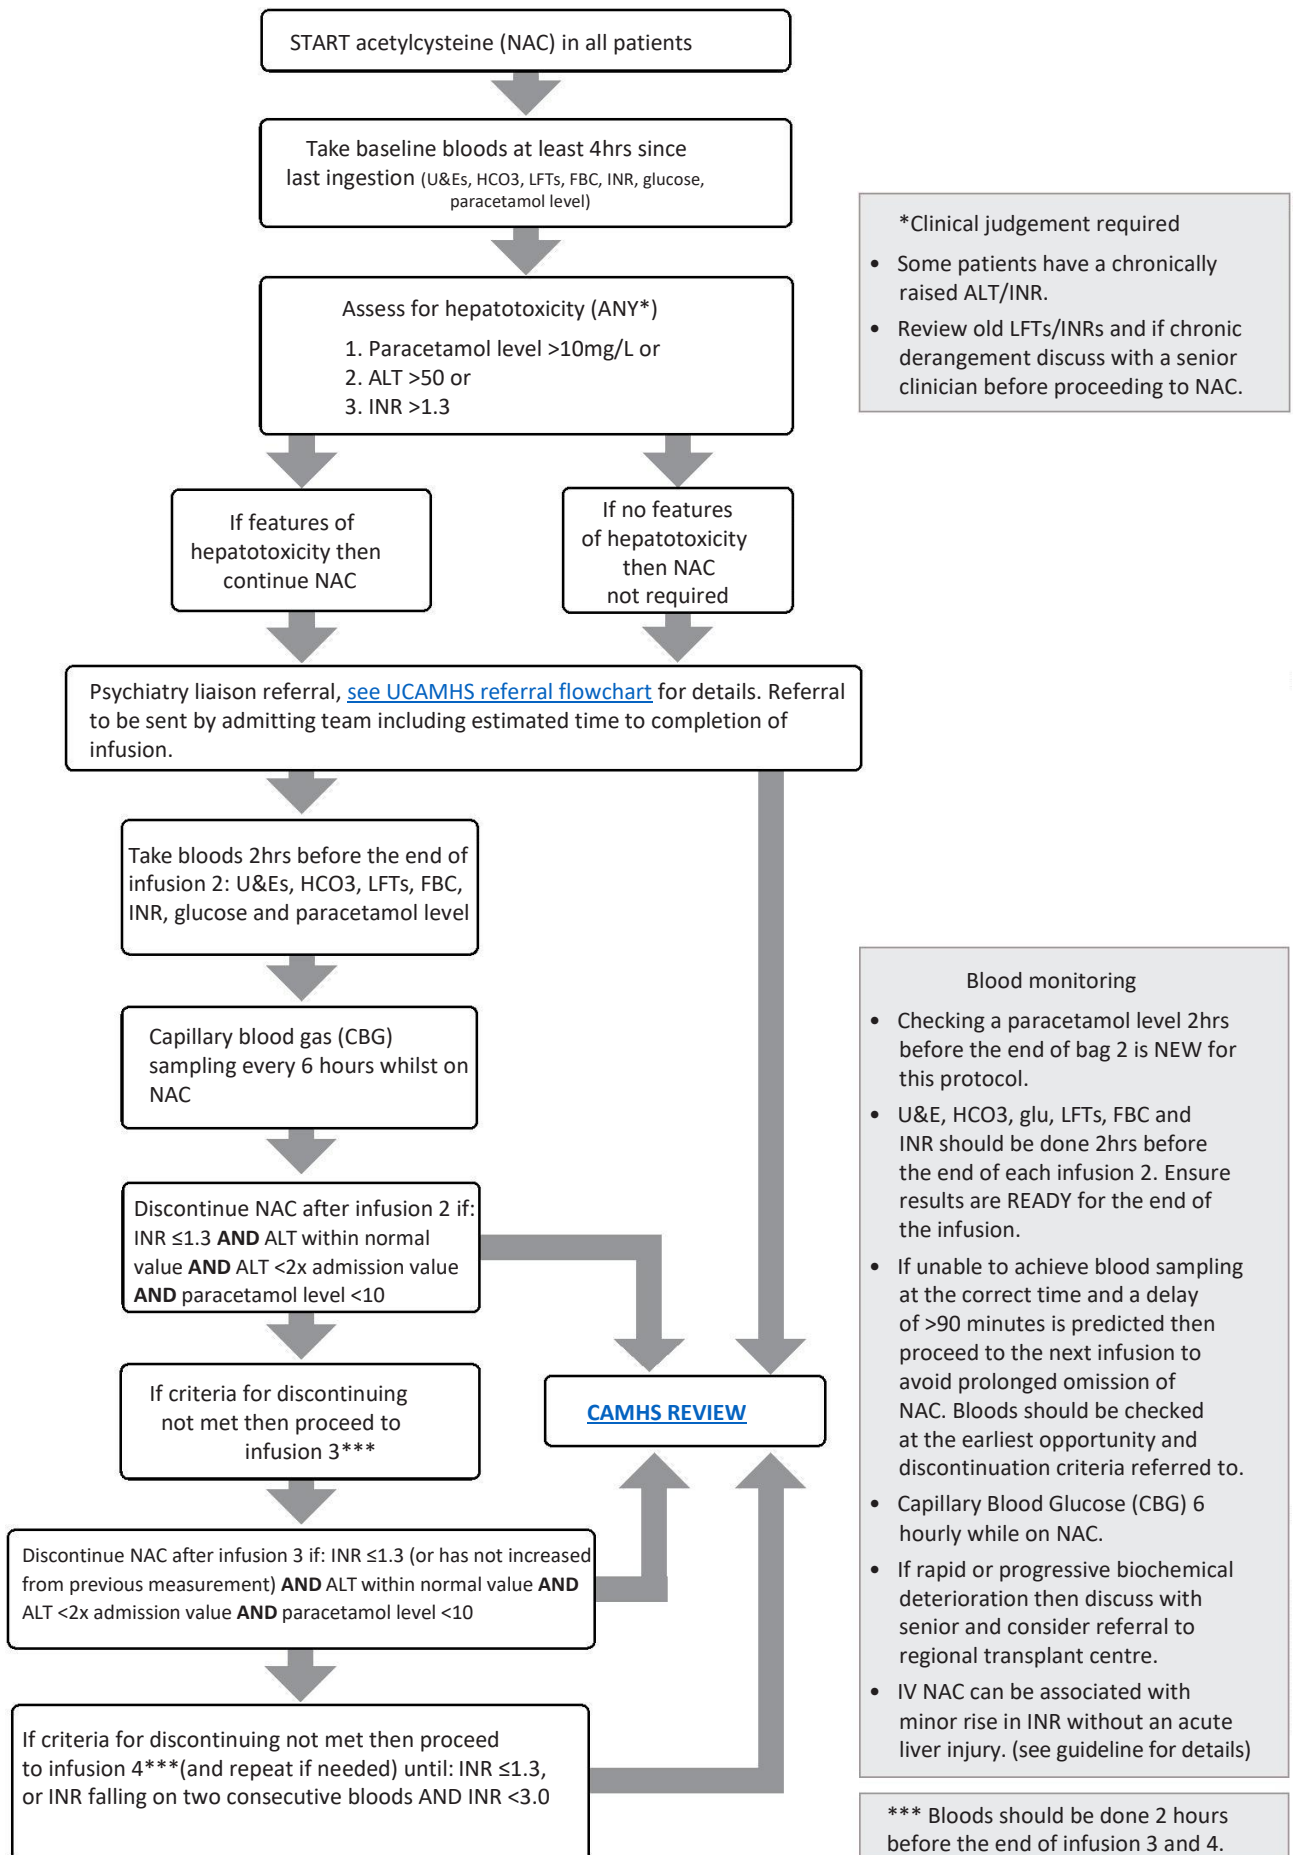 START acetylcysteine (NAC) in all patients
Take baseline bloods at least 4hrs since
last ingestion (U&Es, HCO3, LFTs, FBC, INR, glucose,
paracetamol level)
*Clinical judgement required
• Some patients have a chronically
raised ALT/INR.
• Review old LFTs/INRs and if chronic
derangement discuss with a senior
clinician before proceeding to NAC.
Assess for hepatotoxicity (ANY*)
1. Paracetamol level >10mg/L or
2. ALT >50 or
3. INR >1.3
If features of
hepatotoxicity then
continue NAC
If no features
of hepatotoxicity
then NAC
not required
Psychiatry liaison referral, see UCAMHS referral flowchart for details. Referral
to be sent by admitting team including estimated time to completion of
infusion.
Take bloods 2hrs before the end of
infusion 2: U&Es, HCO3, LFTs, FBC,
INR, glucose and paracetamol level
Capillary blood gas (CBG)
sampling every 6 hours whilst on
NAC
Discontinue NAC after infusion 2 if:
INR ≤1.3 AND ALT within normal
value AND ALT <2x admission value
AND paracetamol level <10
If criteria for discontinuing
not met then proceed to
infusion 3***
CAMHS REVIEW
Discontinue NAC after infusion 3 if: INR ≤1.3 (or has not increased
from previous measurement) AND ALT within normal value AND
ALT <2x admission value AND paracetamol level <10
If criteria for discontinuing not met then proceed
to infusion 4***(and repeat if needed) until: INR ≤1.3,
or INR falling on two consecutive bloods AND INR <3.0
Blood monitoring
• Checking a paracetamol level 2hrs
before the end of bag 2 is NEW for
this protocol.
• U&E, HCO3, glu, LFTs, FBC and
INR should be done 2hrs before
the end of each infusion 2. Ensure
results are READY for the end of
the infusion.
• If unable to achieve blood sampling
at the correct time and a delay
of >90 minutes is predicted then
proceed to the next infusion to
avoid prolonged omission of
NAC. Bloods should be checked
at the earliest opportunity and
discontinuation criteria referred to.
• Capillary Blood Glucose (CBG) 6
hourly while on NAC.
• If rapid or progressive biochemical
deterioration then discuss with
senior and consider referral to
regional transplant centre.
• IV NAC can be associated with
minor rise in INR without an acute
liver injury. (see guideline for details)
*** Bloods should be done 2 hours
before the end of infusion 3 and 4.